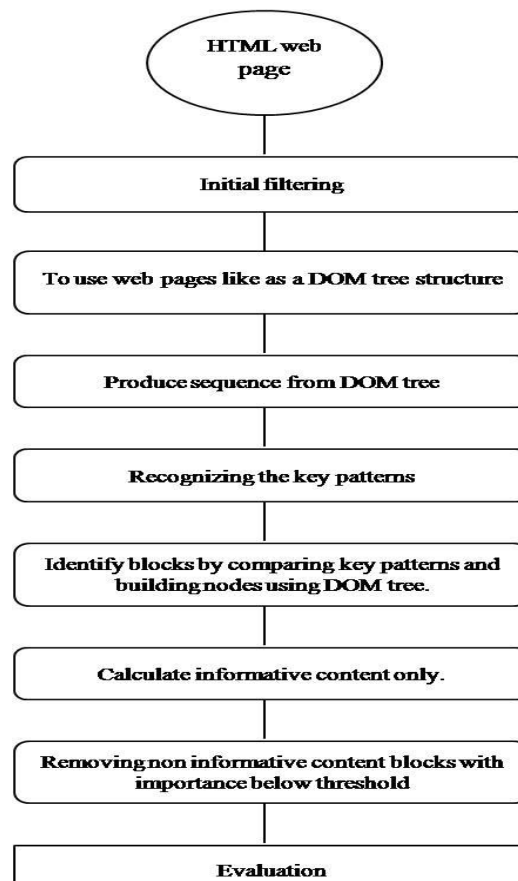 HTML web
page
Initial filtering
To use web pages like as a DOM tree structure
Produce sequence from DOM tree
Recognizing the key patterns
Identify blocks by comparing key patterns and
building nodes using DOM tree.
Calculate informative content only.
Removing non informative content blocks with
importance below threshold
Evaluation